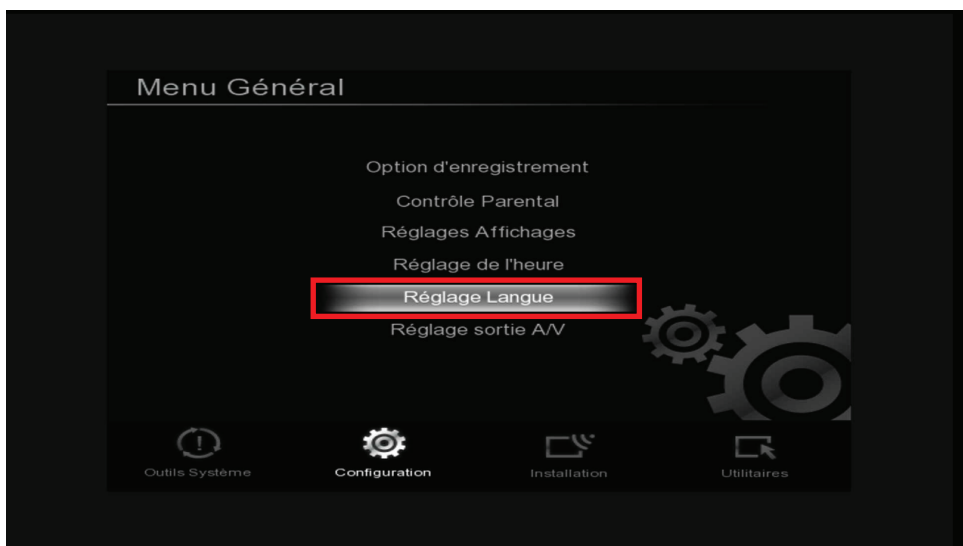 Menu Général
Option d'enregistrement
Contrôle Parental
Réglages Affichages
Réglage de l'heure
Réglage Langue
Réglage sortie A/V
Outils Système
Configuration
Installation
Utilitaires